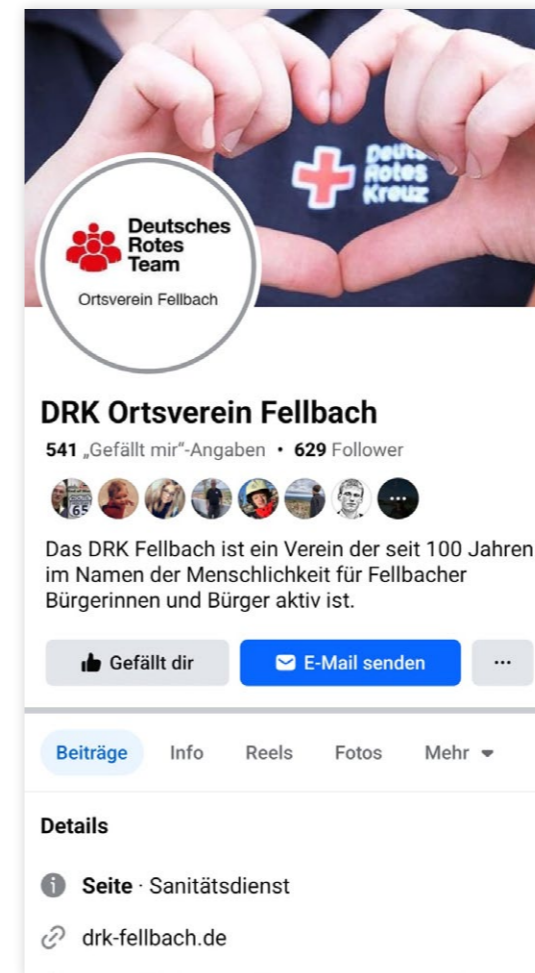 Deutsches
Rotes
Kreuz
Deutsches
Rotes
Team
Ortsverein Fellbach
DRK Ortsverein Fellbach
541 „Gefällt mir“-Angaben • 629 Follower
65
Das DRK Fellbach ist ein Verein der seit 100 Jahren
im Namen der Menschlichkeit für Fellbacher
Bürgerinnen und Bürger aktiv ist.
Gefällt dir
E-Mail senden
...
Beiträge Info Reels Fotos Mehr
Details
Seite · Sanitätsdienst
drk-fellbach.de